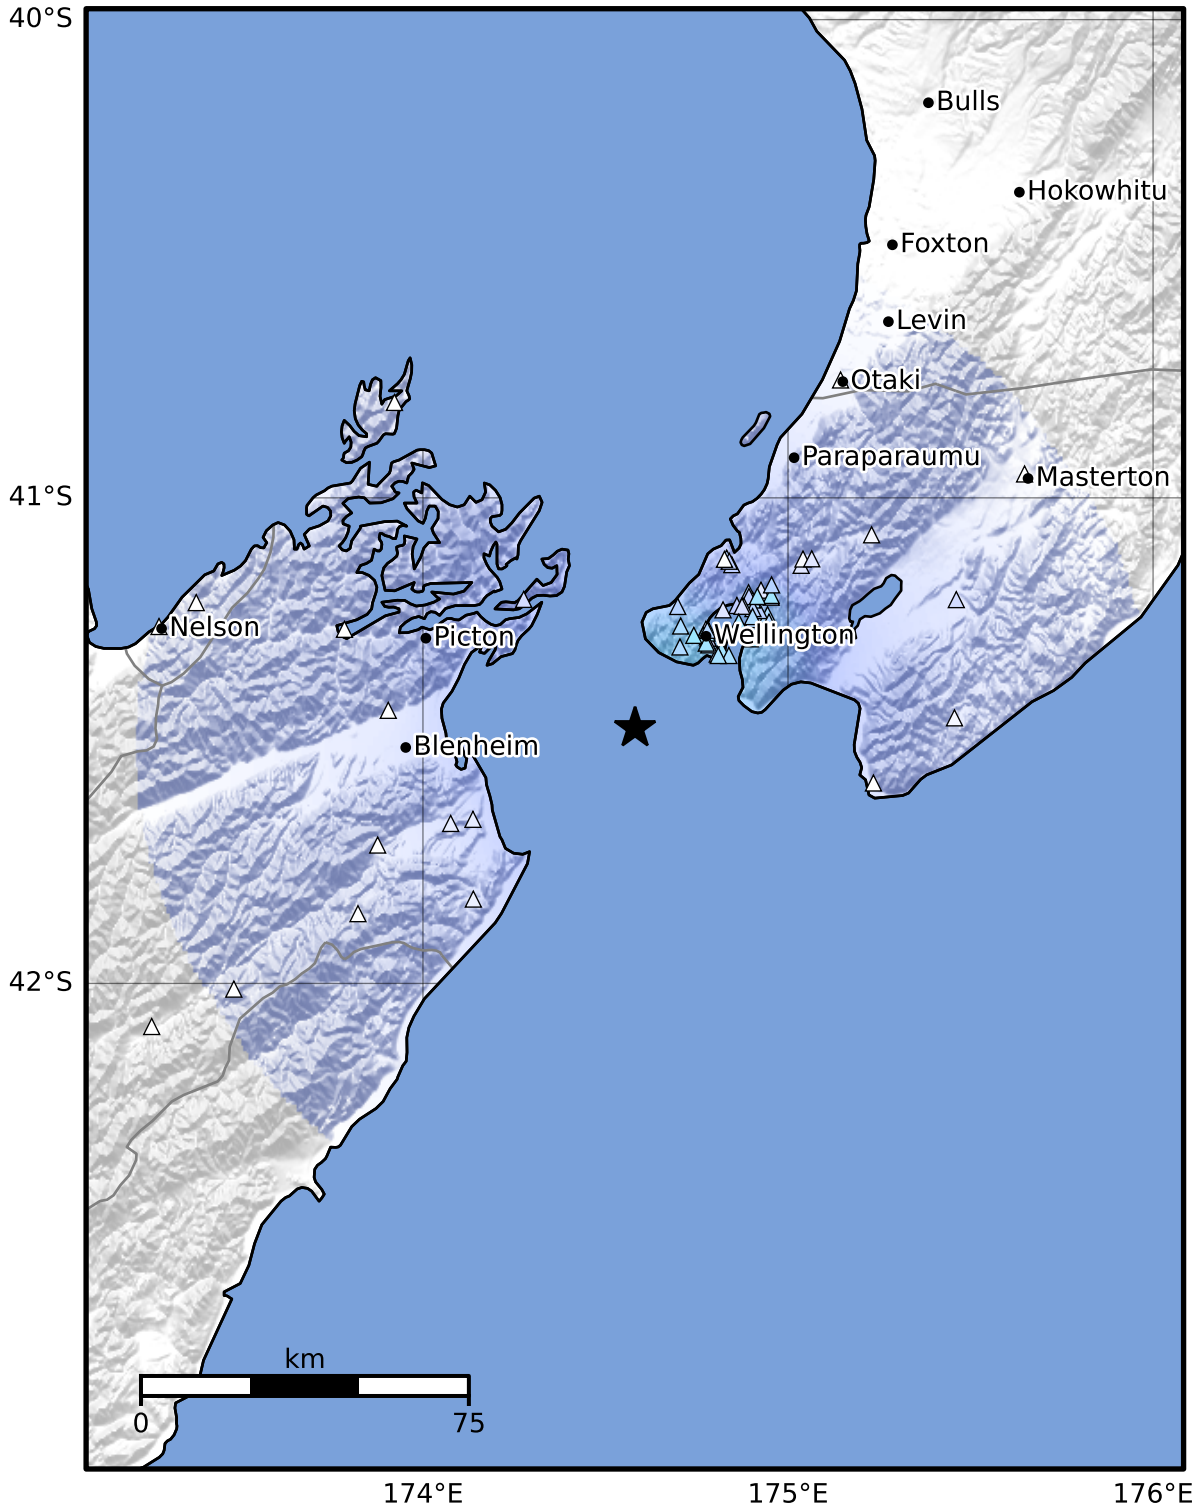 40°S
Bulls
Hokowhitu
Foxton
Levin
Otaki
Paraparaumu
Masterton
41°S
Nelson
Picton
Wellington
Blenheim
42°S
km
0 75
174°E 175°E 176°E